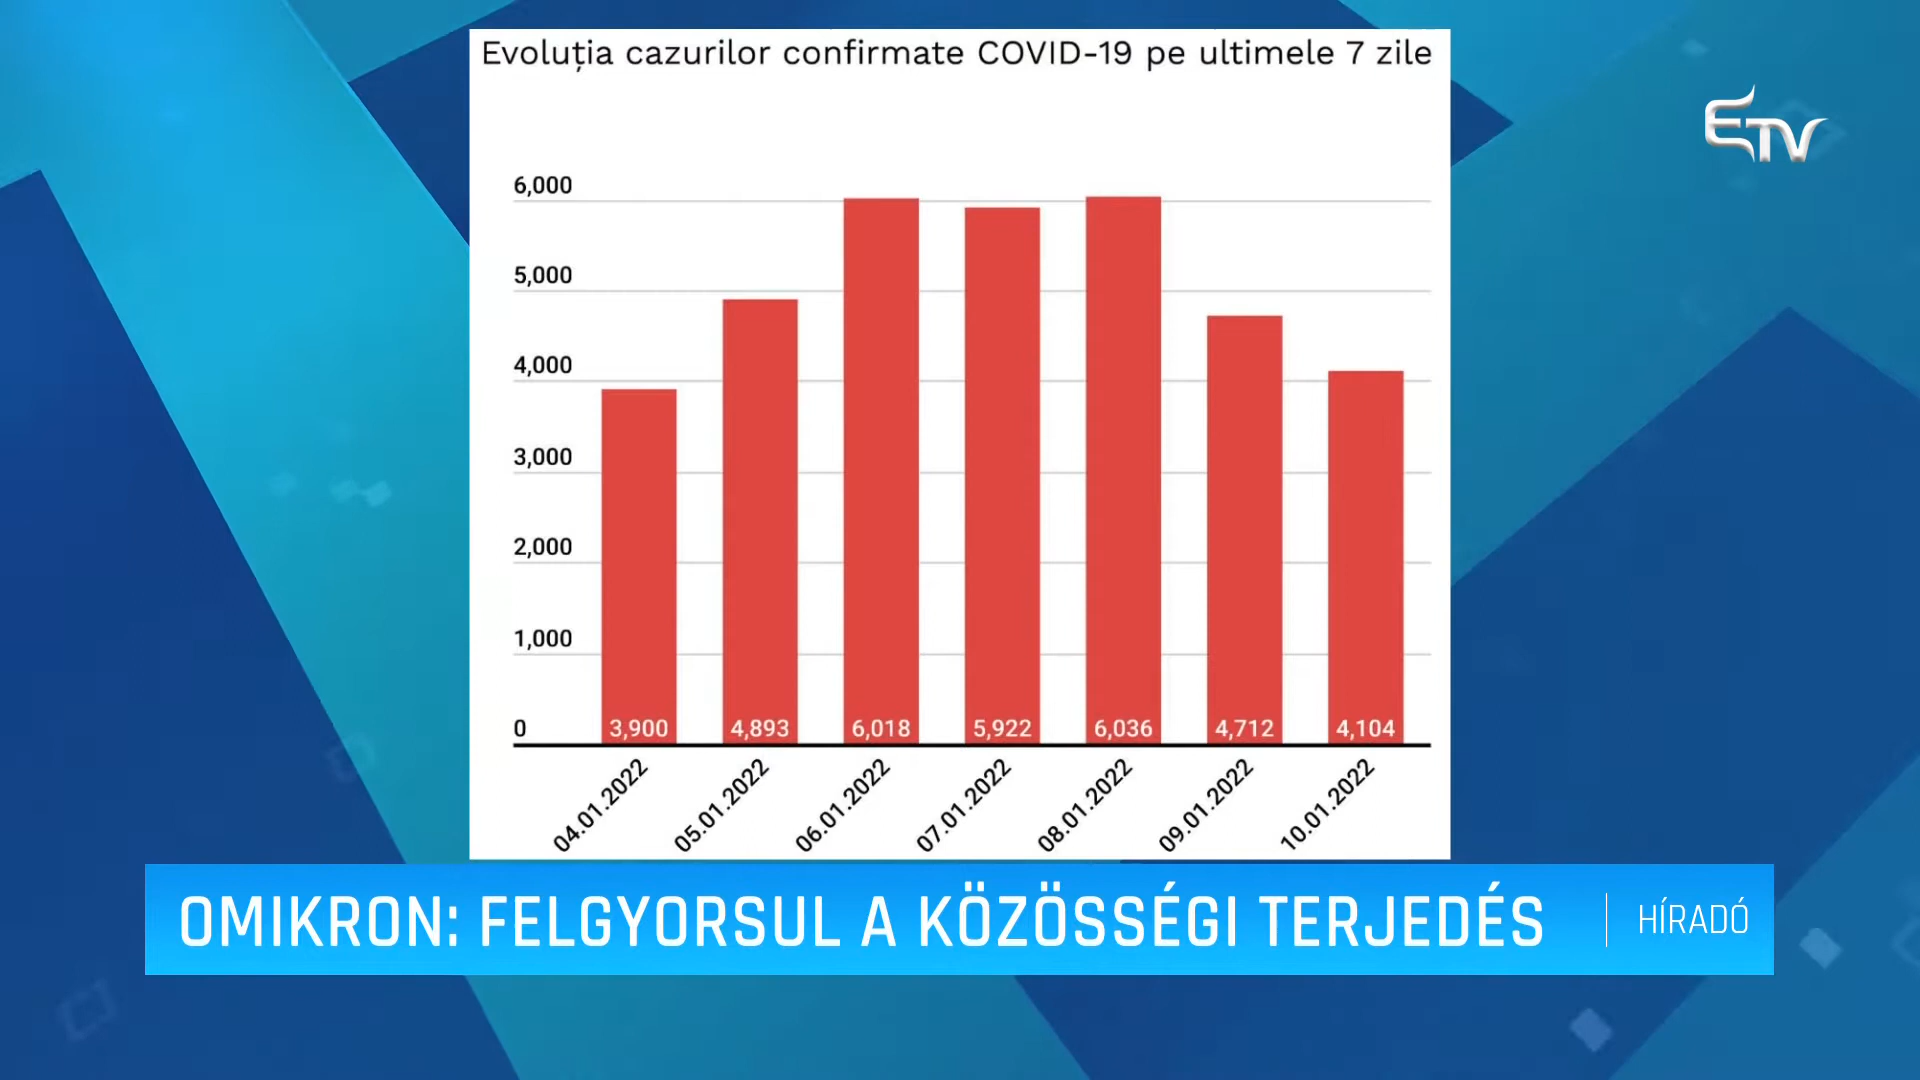 Evoluția cazurilor confirmate COVID-19 pe ultimele 7 zile
ETV
6,000
5,000
4,000
3,000
2,000
1,000
0
3,900 4,893 6,018 5,922 6,036 4,712 4,104
04.01.2022 05.01.2022 06.01.2022 07.01.2022 08.01.2022 09.01.2022 10.01.2022
OMIKRON: FELGYORSUL A KÖZÖSSÉGI TERJEDÉS
HÍRADÓ